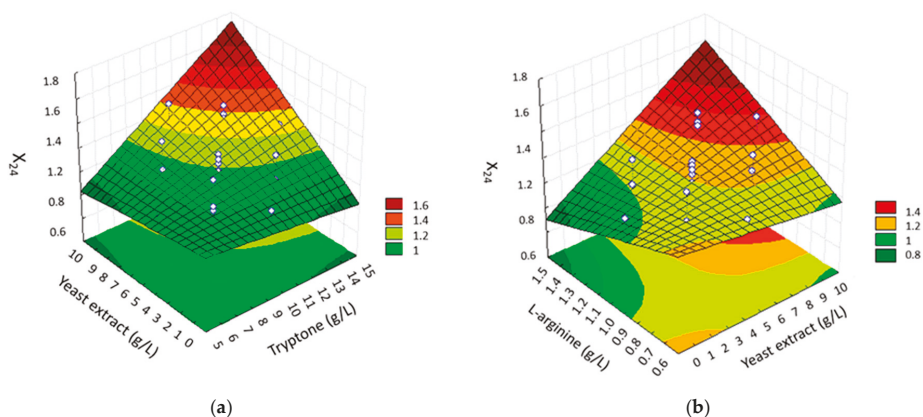 1.8
1.6
1.4
1.2
0.8
0.6
X24
10 9 8 7 6 5 4 3 2 1 0
Yeast extract (g/L)
5 6 7 8 9 10 11 12 13 14 15
Tryptone (g/L)
1.6
1.4
1.2
1
(a)
1.8
1.6
1.4
1.2
0.8
0.6
X24
1.5 1.4 1.3 1.2 1.1 1.0 0.9 0.8 0.7 0.6
L-arginine (g/L)
0 1 2 3 4 5 6 7 8 9 10
Yeast extract (g/L)
1.4
1.2
1
0.8
(b)